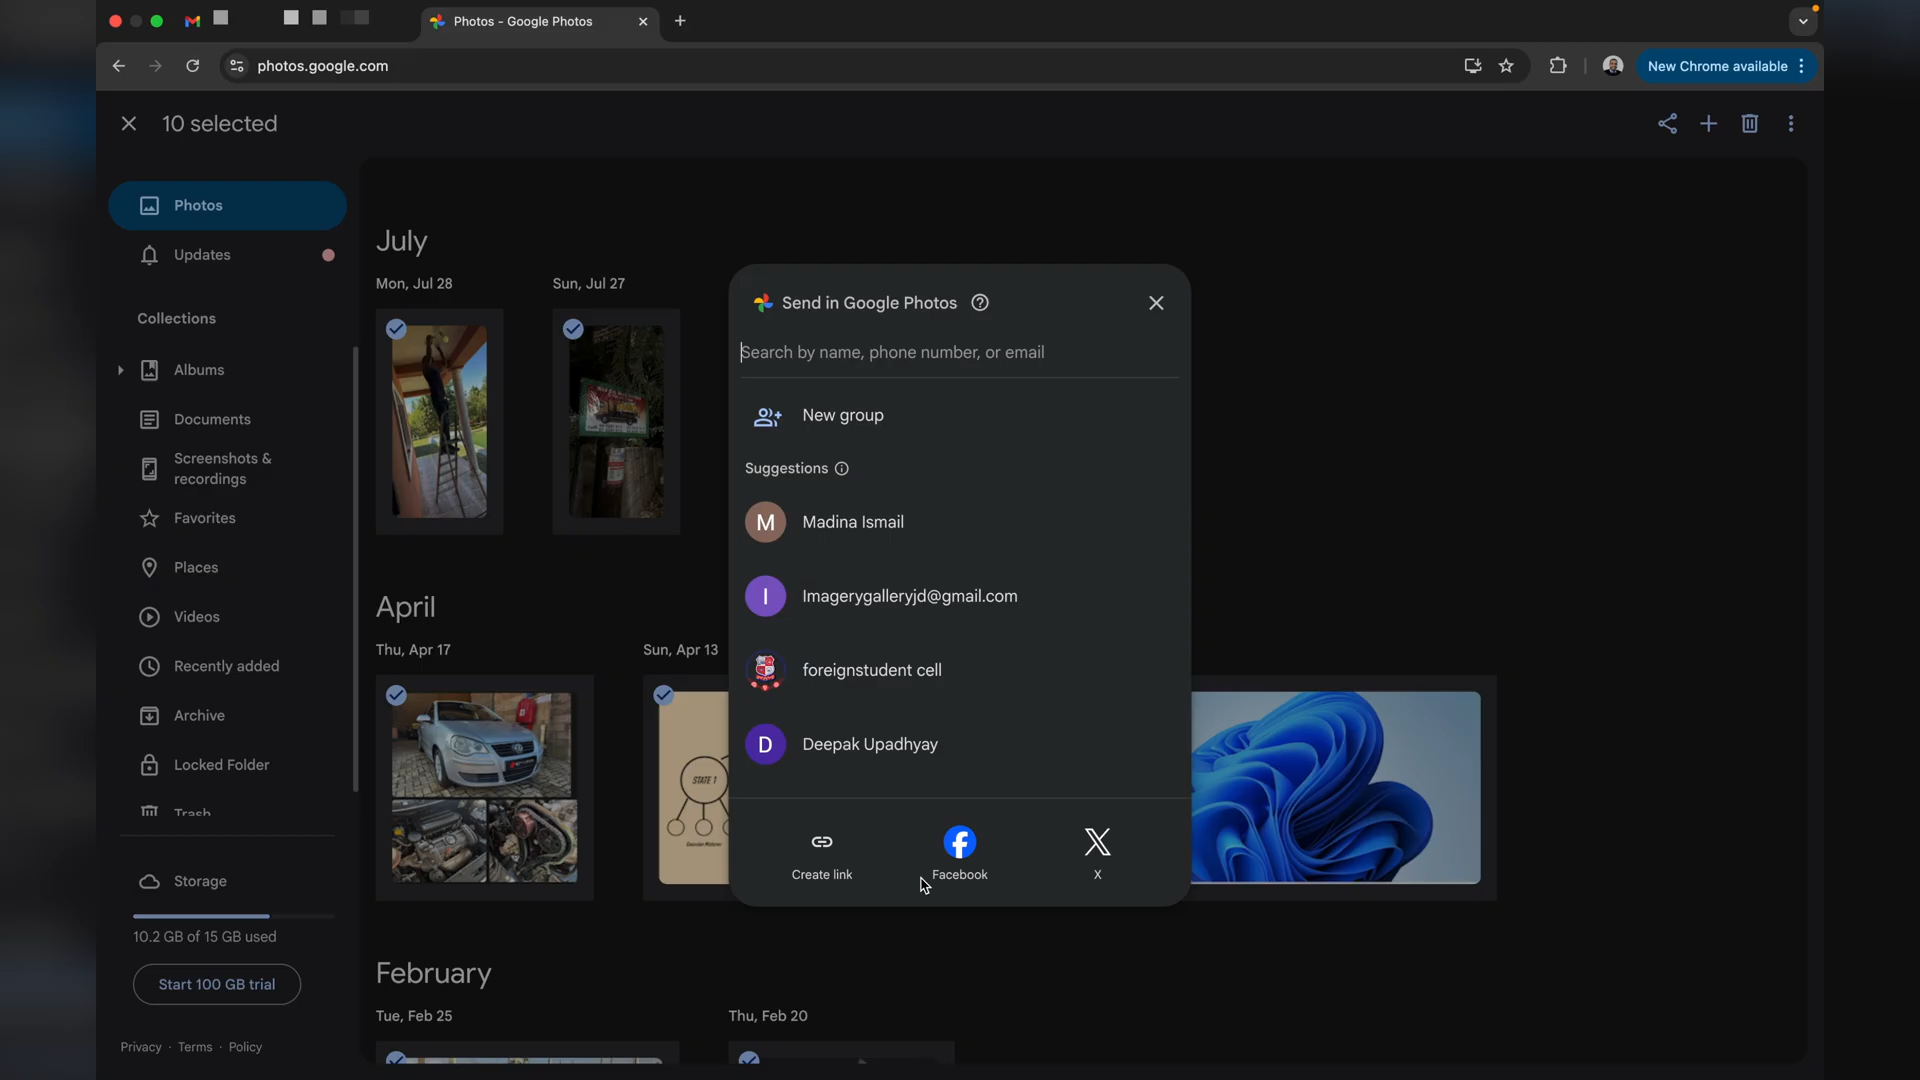 Photos - Google Photos
photos.google.com
New Chrome available
10 selected
Photos
Updates
Collections
Albums
Documents
Screenshots &
recordings
Favorites
Places
Videos
Recently added
Archive
Locked Folder
Trash
Storage
10.2 GB of 15 GB used
Start 100 GB trial
Privacy · Terms · Policy
July
Mon, Jul 28
Sun, Jul 27
April
Thu, Apr 17
Sun, Apr 13
STATE 1
February
Tue, Feb 25
Thu, Feb 20
Send in Google Photos
Search by name, phone number, or email
New group
Suggestions
M
Madina Ismail
I
Imagerygalleryjd@gmail.com
foreignstudent cell
D
Deepak Upadhyay
Create link
Facebook
X